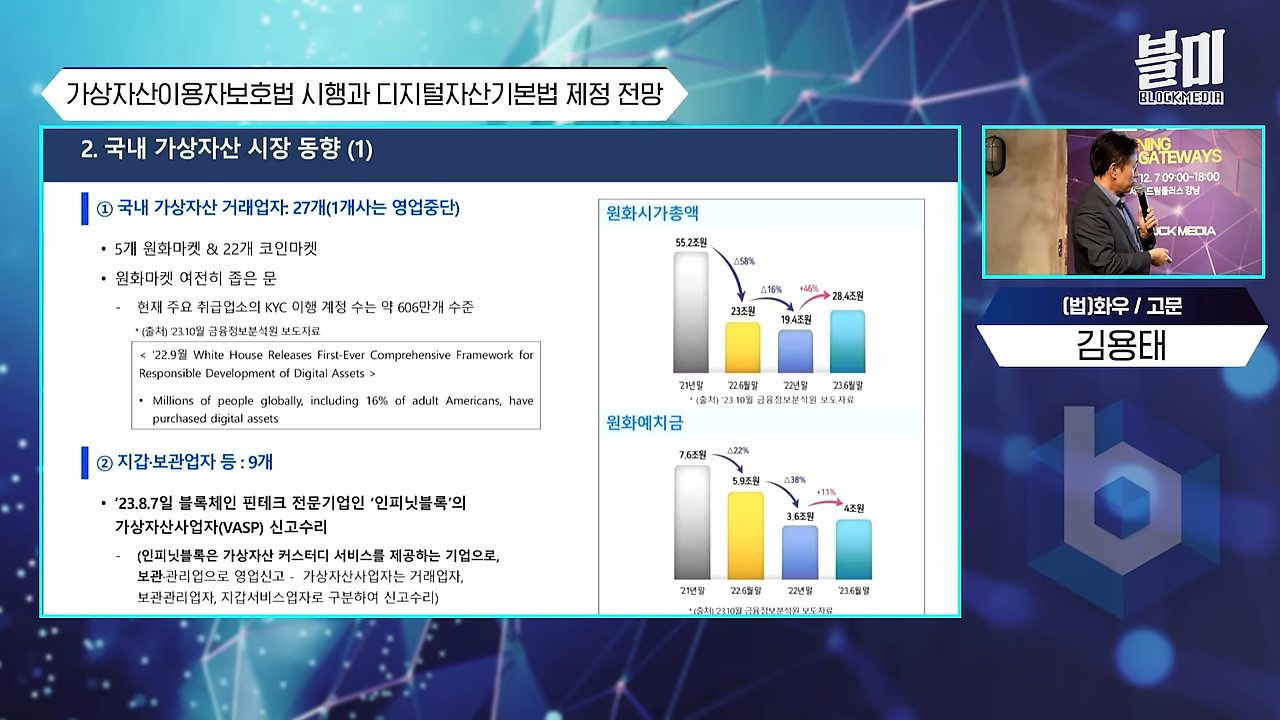 블미
BLOCKMEDIA
가상자산이용자보호법 시행과 디지털자산기본법 제정 전망
2. 국내 가상자산 시장 동향 (1)
① 국내 가상자산 거래업자: 27개(1개사는 영업중단)
• 5개 원화마켓 & 22개 코인마켓
• 원화마켓 여전히 좁은 문
- 현재 주요 취급업소의 KYC 이행 계정 수는 약 606만개 수준
* (출처) '23.10월 금융정보분석원 보도자료
< '22.9월 White House Releases First-Ever Comprehensive Framework for
Responsible Development of Digital Assets >
• Millions of people globally, including 16% of adult Americans, have
purchased digital assets
② 지갑·보관업자 등 : 9개
• '23.8.7일 블록체인 핀테크 전문기업인 '인피닛블록'의
가상자산사업자(VASP) 신고수리
- (인피닛블록은 가상자산 커스터디 서비스를 제공하는 기업으로,
보관·관리업으로 영업신고 - 가상자산사업자는 거래업자,
보관관리업자, 지갑서비스업자로 구분하여 신고수리)
원화시가총액
55.2조원
△58%
23조원
△16%
19.4조원
+46%
28.4조원
'21년말
'22.6월말
'22년말
'23.6월말
* (출처) '23.10월 금융정보분석원 보도자료
원화예치금
7.6조원
△22%
5.9조원
△38%
3.6조원
+11%
4조원
'21년말
'22.6월말
'22년말
'23.6월말
* (출처) '23.10월 금융정보분석원 보도자료
NING
GATEWAYS
12. 7 09:00~18:00
드림플러스 강남
CK MEDIA
(법)화우 / 고문
김용태